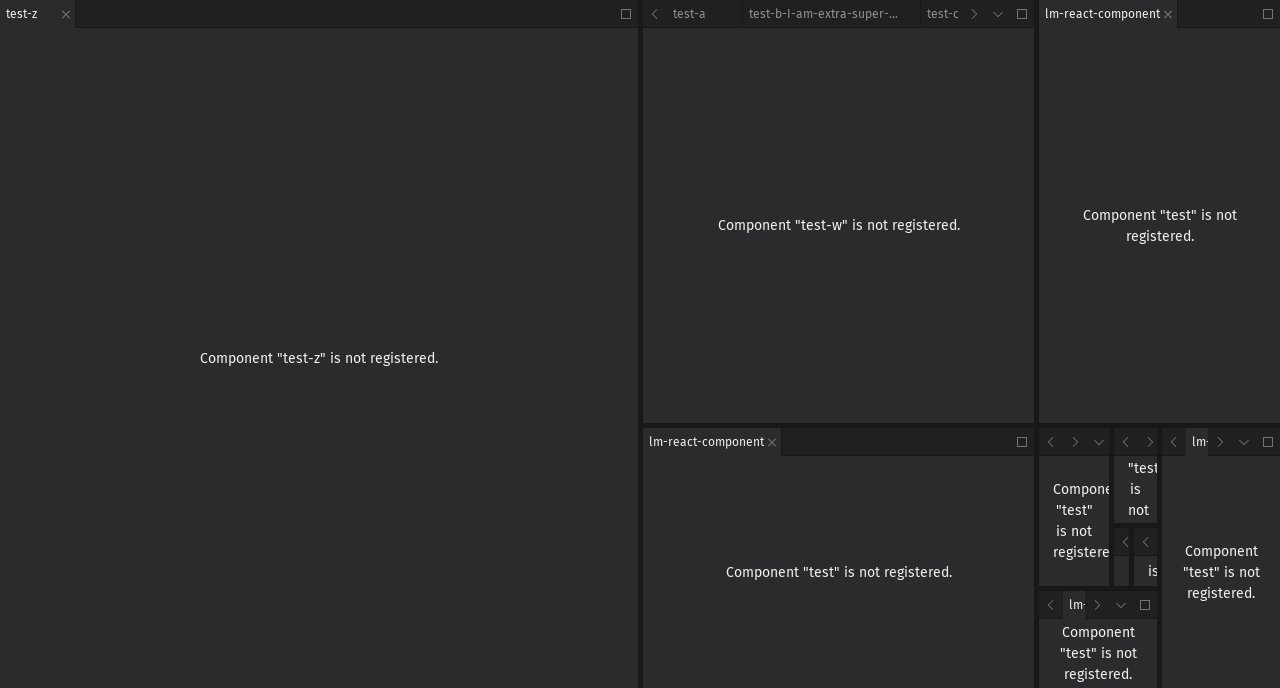 test-z
test-a
test-b-I-am-extra-super-...
test-c
lm-react-component
Component "test-z" is not registered.
Component "test-w" is not registered.
Component "test" is not
registered.
lm-react-component
Component "test" is not registered.
Compone
"test"
is not
registere
"test
is
not
is
lm-
Component
"test" is not
registered.
lm-
Component
"test" is not
registered.